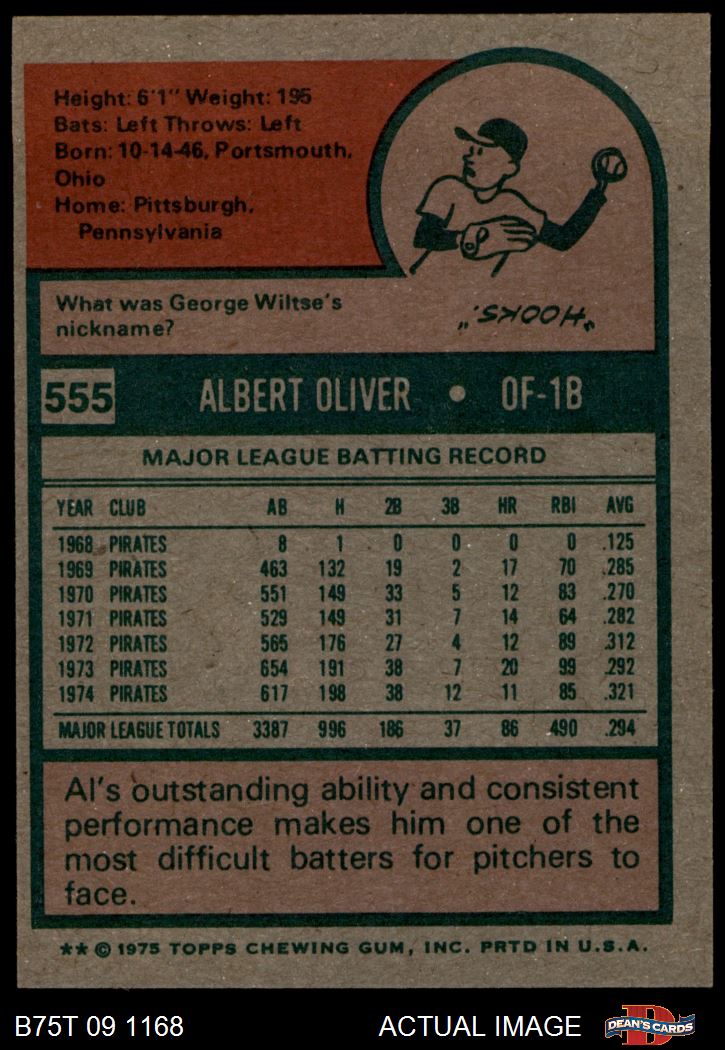 Height: 6'1" Weight: 195
Bats: Left Throws: Left
Born: 10-14-46, Portsmouth,
Ohio
Home: Pittsburgh,
Pennsylvania
What was George Wiltse's
nickname?
"HOOKS."
555 ALBERT OLIVER • OF-1B
MAJOR LEAGUE BATTING RECORD
YEAR CLUB AB H 2B 3B HR RBI AVG
1968 PIRATES 8 1 0 0 0 0 .125
1969 PIRATES 463 132 19 2 17 70 .285
1970 PIRATES 551 149 33 5 12 83 .270
1971 PIRATES 529 149 31 7 14 64 .282
1972 PIRATES 565 176 27 4 12 89 .312
1973 PIRATES 654 191 38 7 20 99 .292
1974 PIRATES 617 198 38 12 11 85 .321
MAJOR LEAGUE TOTALS 3387 996 186 37 86 490 .294
Al's outstanding ability and consistent
performance makes him one of the
most difficult batters for pitchers to
face.
** © 1975 TOPPS CHEWING GUM, INC. PRTD IN U.S.A.
B75T 09 1168 ACTUAL IMAGE
D
DEAN'S CARDS